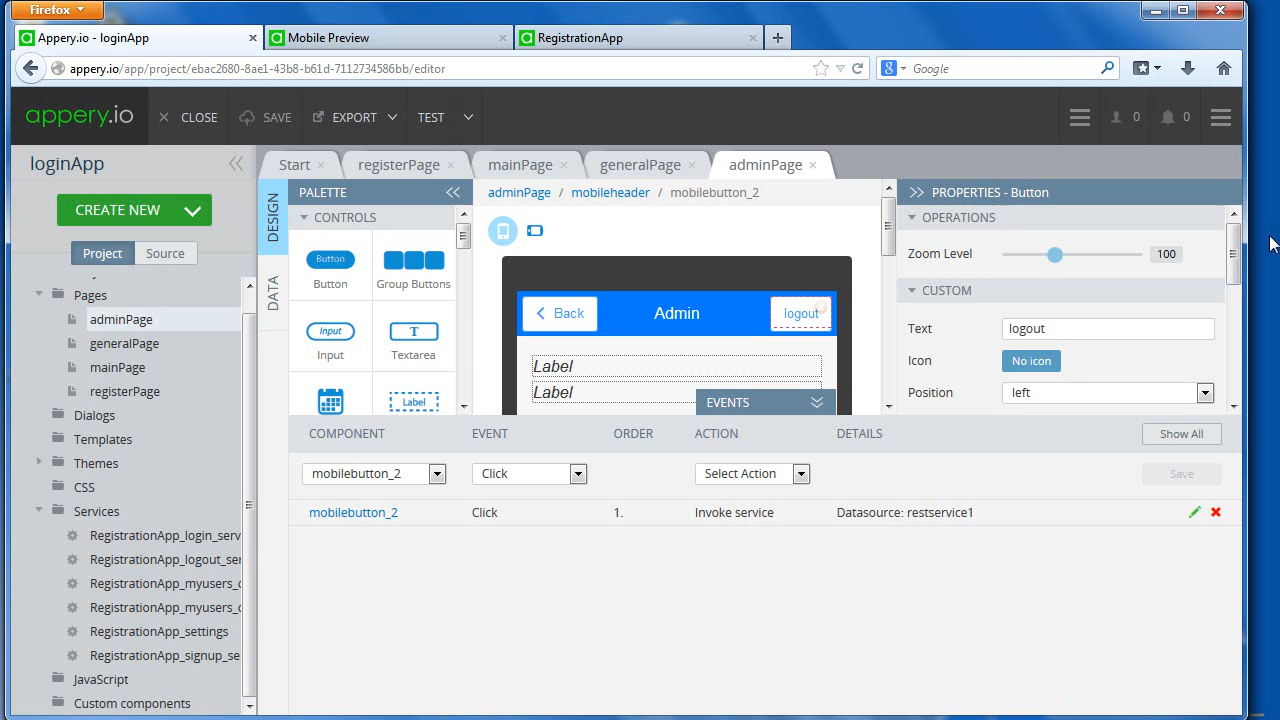 Firefox
Appery.io - loginApp
Mobile Preview
RegistrationApp
appery.io/app/project/ebac2680-8ae1-43b8-b61d-7112734586bb/editor
Google
appery.io
CLOSE
SAVE
EXPORT
TEST
0
0
loginApp
Start
registerPage
mainPage
generalPage
adminPage
CREATE NEW
Project
Source
Pages
adminPage
generalPage
mainPage
registerPage
Dialogs
Templates
Themes
CSS
Services
RegistrationApp_login_serv
RegistrationApp_logout_ser
RegistrationApp_myusers_
RegistrationApp_myusers_
RegistrationApp_settings
RegistrationApp_signup_se
JavaScript
Custom components
DESIGN
DATA
PALETTE
CONTROLS
Button
Button
Group Buttons
Input
Input
T
Textarea
Label
adminPage / mobileheader / mobilebutton_2
Back
Admin
logout
Label
Label
EVENTS
PROPERTIES - Button
OPERATIONS
Zoom Level
100
CUSTOM
Text
logout
Icon
No icon
Position
left
COMPONENT
EVENT
ORDER
ACTION
DETAILS
Show All
mobilebutton_2
Click
Select Action
Save
mobilebutton_2
Click
1.
Invoke service
Datasource: restservice1